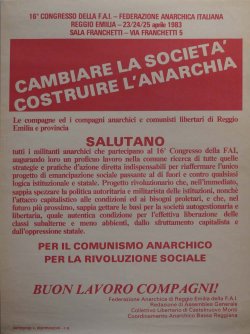 16° CONGRESSO DELLA F.A.I. – FEDERAZIONE ANARCHICA ITALIANA
REGGIO EMILIA – 23/24/25 aprile 1983
SALA FRANCHETTI – VIA FRANCHETTI 5
CAMBIARE LA SOCIETA'
COSTRUIRE L'ANARCHIA
Le compagne ed i compagni anarchici e comunisti libertari di Reggio
Emilia e provincia
SALUTANO
tutti i militanti anarchici che partecipano al 16° Congresso della F.A.I.,
augurando loro un proficuo lavoro nella comune ricerca di tutte quelle
strategie e pratiche d'azione diretta indispensabili per riaffermare l'unico
progetto di emancipazione sociale passante al di fuori e contro qualsiasi
logica istituzionale e statale. Progetto rivoluzionario che, nell'immediato,
sappia spezzare la politica autoritaria e militarista delle istituzioni, nonchè
l'attacco capitalistico alle condizioni ed ai bisogni proletari, e che, nel
futuro più prossimo, sappia gettare le basi per la società autogestionaria e
libertaria, quale autentica condizione per l'effettiva liberazione delle
classi subalterne e meno abbienti, dallo sfruttamento capitalista e
dall'oppressione statale.
PER IL COMUNISMO ANARCHICO
PER LA RIVOLUZIONE SOCIALE
BUON LAVORO COMPAGNI!
Federazione Anarchica di Reggio Emilia della F.A.I.
Redazione di Assemblea Generale
Collettivo Libertario di Castelnuovo Monti
Coordinamento Anarchico Bassa Reggiana